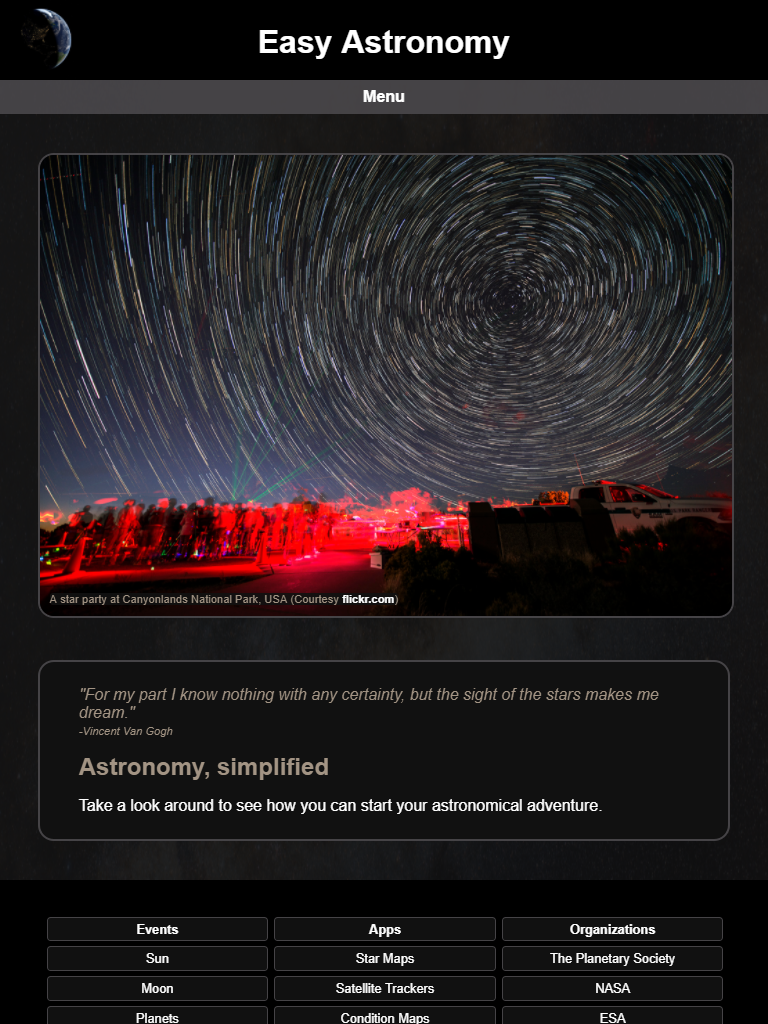 Easy Astronomy
Menu
A star party at Canyonlands National Park, USA (Courtesy flickr.com)
"For my part I know nothing with any certainty, but the sight of the stars makes me
dream."
-Vincent Van Gogh
Astronomy, simplified
Take a look around to see how you can start your astronomical adventure.
Events Apps Organizations
Sun Star Maps The Planetary Society
Moon Satellite Trackers NASA
Planets Condition Maps ESA